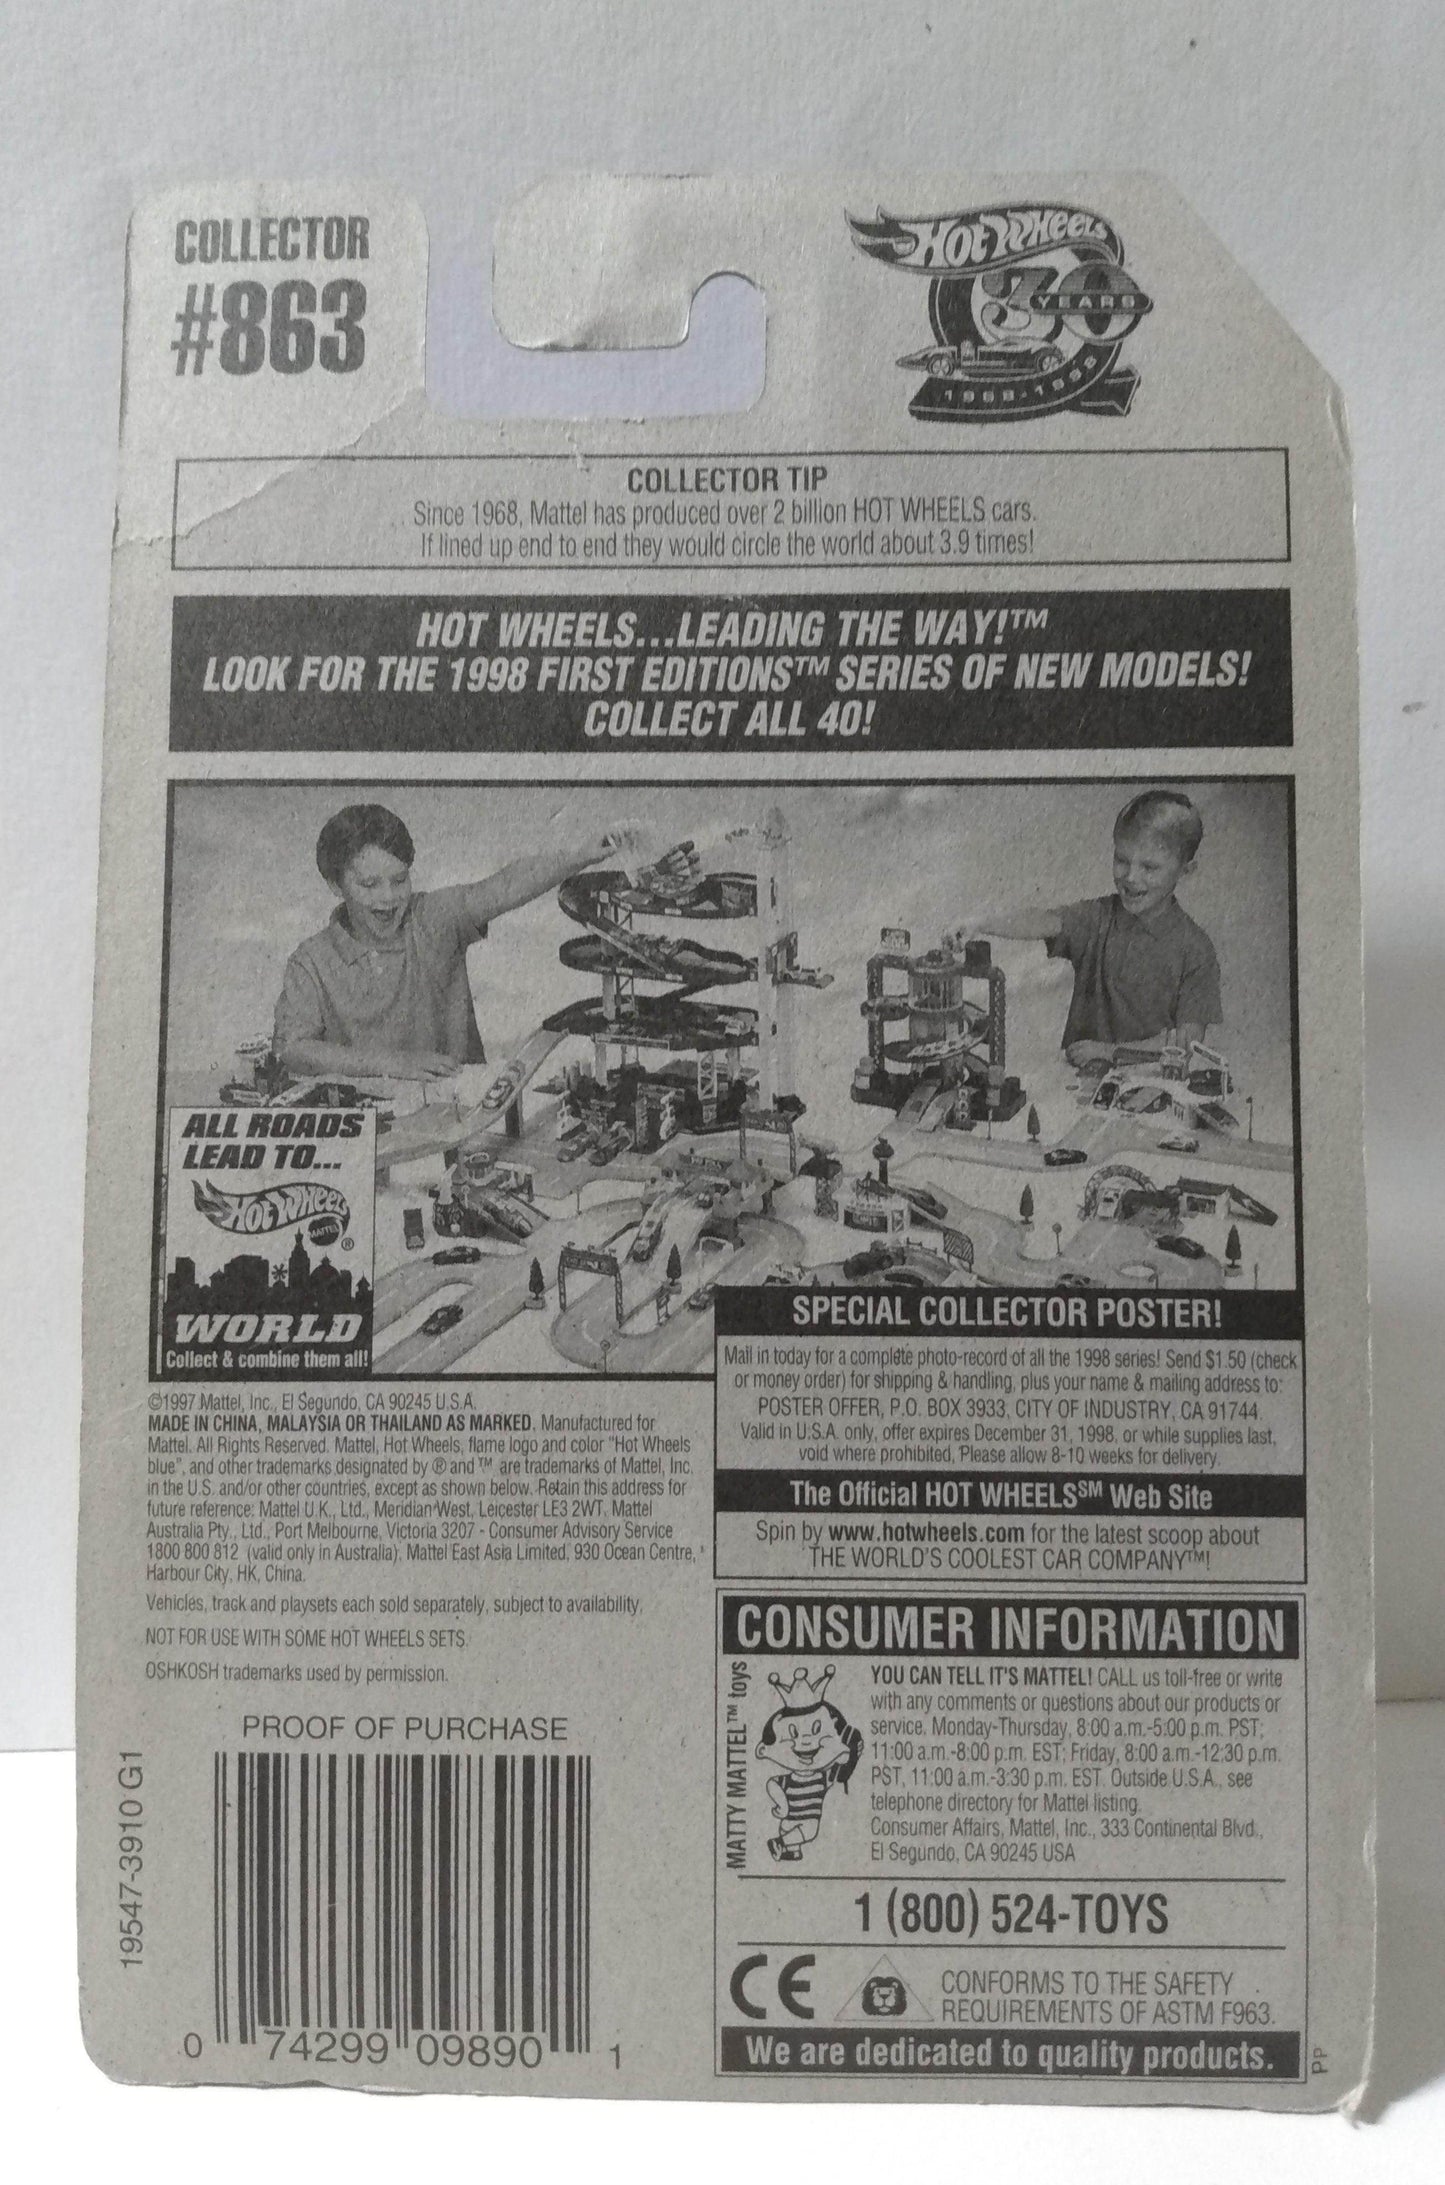 COLLECTOR
#863
HOT WHEELS
30
YEARS
1968-1998
COLLECTOR TIP
Since 1968, Mattel has produced over 2 billion HOT WHEELS cars.
If lined up end to end they would circle the world about 3.9 times!
HOT WHEELS...LEADING THE WAY!™
LOOK FOR THE 1998 FIRST EDITIONS™ SERIES OF NEW MODELS!
COLLECT ALL 40!
ALL ROADS
LEAD TO...
HOT WHEELS
MATTEL
®
WORLD
Collect & combine them all!
SPECIAL COLLECTOR POSTER!
Mail in today for a complete photo-record of all the 1998 series! Send $1.50 (check
or money order) for shipping & handling, plus your name & mailing address to:
POSTER OFFER, P.O. BOX 3933, CITY OF INDUSTRY, CA 91744.
Valid in U.S.A. only, offer expires December 31, 1998, or while supplies last,
void where prohibited. Please allow 8-10 weeks for delivery.
The Official HOT WHEELS℠ Web Site
Spin by www.hotwheels.com for the latest scoop about
THE WORLD'S COOLEST CAR COMPANY™!
©1997 Mattel, Inc., El Segundo, CA 90245 U.S.A.
MADE IN CHINA, MALAYSIA OR THAILAND AS MARKED. Manufactured for
Mattel. All Rights Reserved. Mattel, Hot Wheels, flame logo and color "Hot Wheels
blue", and other trademarks designated by ® and ™ are trademarks of Mattel, Inc.
in the U.S. and/or other countries, except as shown below. Retain this address for
future reference: Mattel U.K., Ltd., Meridian West, Leicester LE3 2WT. Mattel
Australia Pty., Ltd., Port Melbourne, Victoria 3207 - Consumer Advisory Service
1800 800 812 (valid only in Australia). Mattel East Asia Limited, 930 Ocean Centre,
Harbour City, HK, China.
Vehicles, track and playsets each sold separately, subject to availability.
NOT FOR USE WITH SOME HOT WHEELS SETS.
OSHKOSH trademarks used by permission.
PROOF OF PURCHASE
19547-3910 G1
0 74299 09890 1
CONSUMER INFORMATION
MATTY MATTEL™ toys
YOU CAN TELL IT'S MATTEL! CALL us toll-free or write
with any comments or questions about our products or
service, Monday-Thursday, 8:00 a.m.-5:00 p.m. PST;
11:00 a.m.-8:00 p.m. EST; Friday, 8:00 a.m.-12:30 p.m.
PST, 11:00 a.m.-3:30 p.m. EST. Outside U.S.A., see
telephone directory for Mattel listing.
Consumer Affairs, Mattel, Inc., 333 Continental Blvd.,
El Segundo, CA 90245 USA
1 (800) 524-TOYS
CE
CONFORMS TO THE SAFETY
REQUIREMENTS OF ASTM F963.
We are dedicated to quality products.
PP